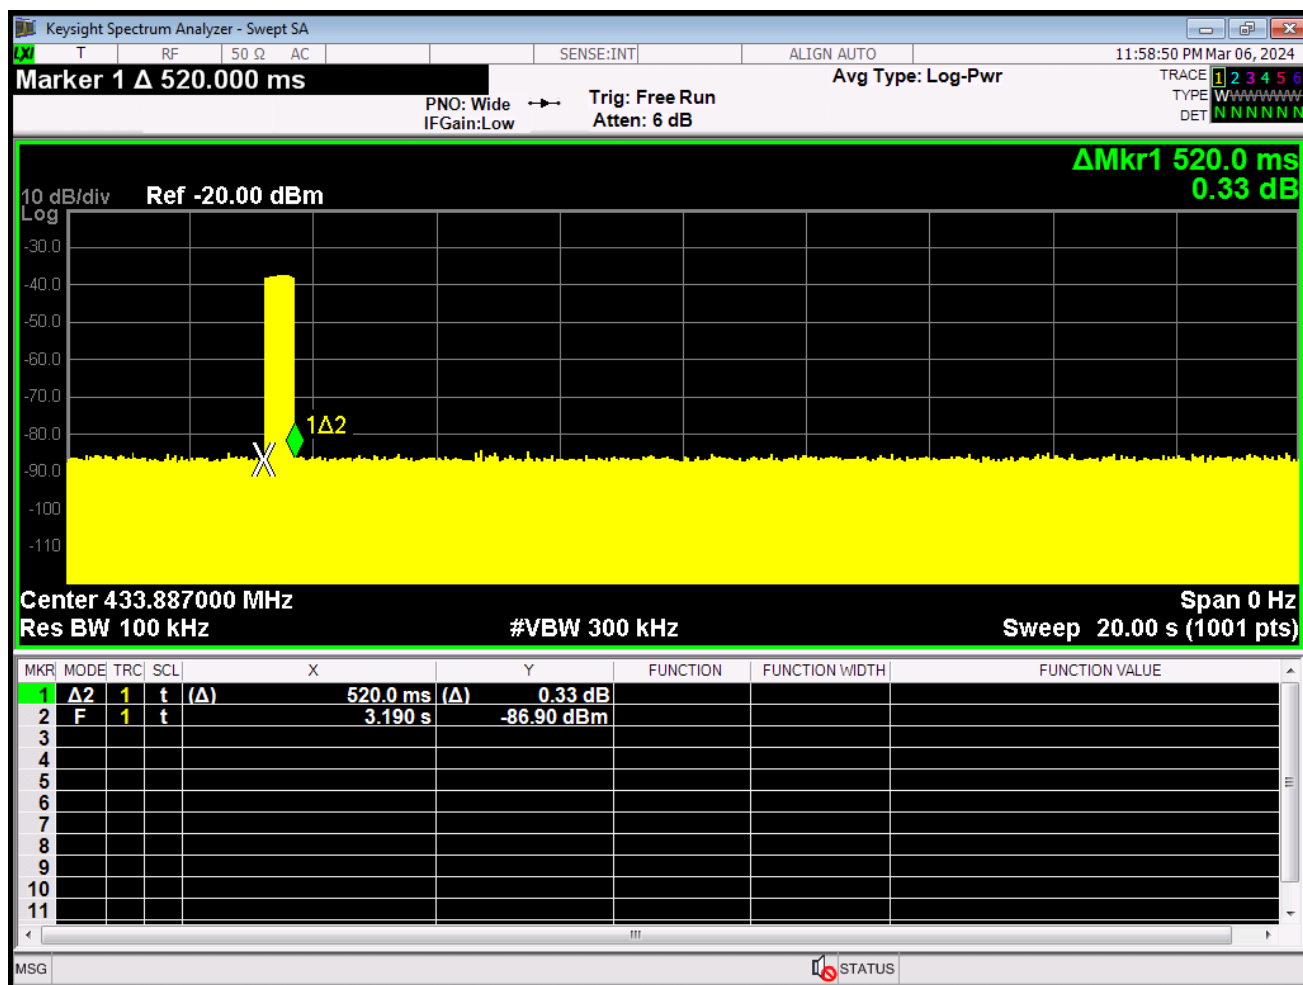 Keysight Spectrum Analyzer - Swept SA
LXI T RF 50 Ω AC SENSE:INT ALIGN AUTO 11:58:50 PM Mar 06, 2024
Marker 1 Δ 520.000 ms
Avg Type: Log-Pwr
TRACE 1 2 3 4 5 6
PNO: Wide Trig: Free Run
TYPE WWWWWW
IFGain:Low Atten: 6 dB
DET N N N N N N
ΔMkr1 520.0 ms
0.33 dB
10 dB/div Ref -20.00 dBm
Log
-30.0
-40.0
-50.0
-60.0
-70.0
1Δ2
-80.0
-90.0
-100
-110
Center 433.887000 MHz Span 0 Hz
Res BW 100 kHz #VBW 300 kHz Sweep 20.00 s (1001 pts)
MKR MODE TRC SCL X Y FUNCTION FUNCTION WIDTH FUNCTION VALUE
1 Δ2 1 t (Δ) 520.0 ms (Δ) 0.33 dB
2 F 1 t 3.190 s -86.90 dBm
3
4
5
6
7
8
9
10
11
MSG STATUS